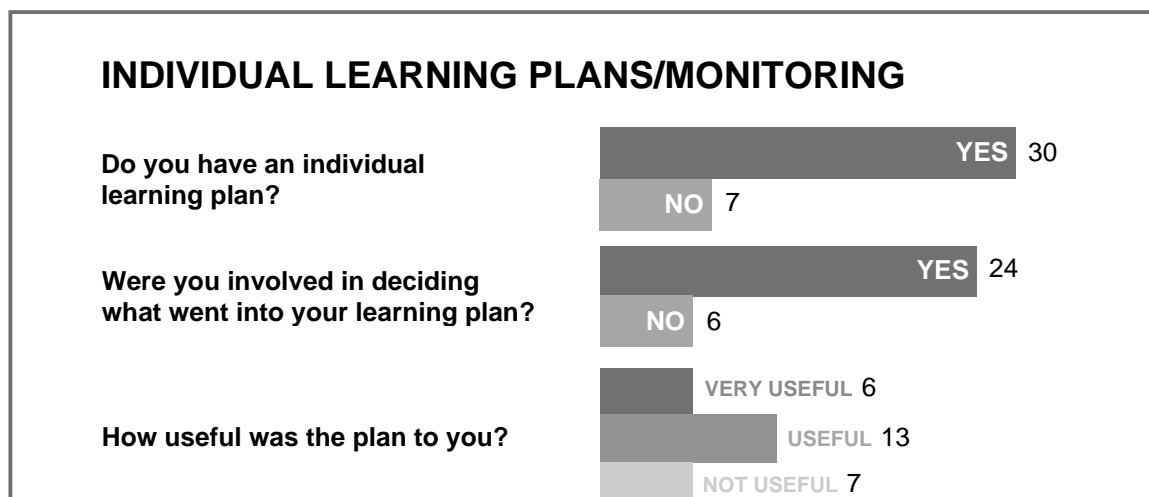 INDIVIDUAL LEARNING PLANS/MONITORING
Do you have an individual
learning plan?
YES 30
NO 7
Were you involved in deciding
what went into your learning plan?
YES 24
NO 6
How useful was the plan to you?
VERY USEFUL 6
USEFUL 13
NOT USEFUL 7